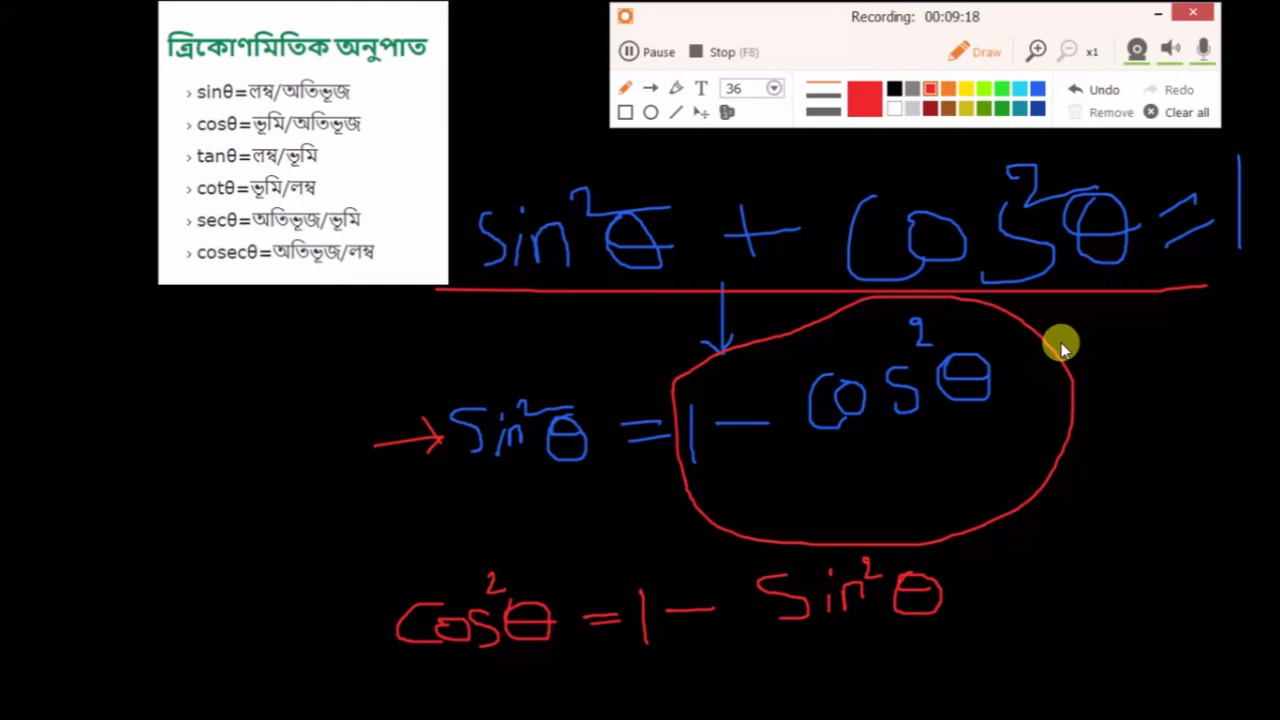 ত্রিকোণমিতিক অনুপাত
› sinθ=লম্ব/অতিভূজ
› cosθ=ভূমি/অতিভূজ
› tanθ=লম্ব/ভূমি
› cotθ=ভূমি/লম্ব
› secθ=অতিভূজ/ভূমি
› cosecθ=অতিভূজ/লম্ব
Recording: 00:09:18
Pause Stop (F8) Draw x1
T 36 Undo Redo
Remove Clear all
sin²θ + cos²θ = 1
sin²θ = 1 − cos²θ
cos²θ = 1 − sin²θ